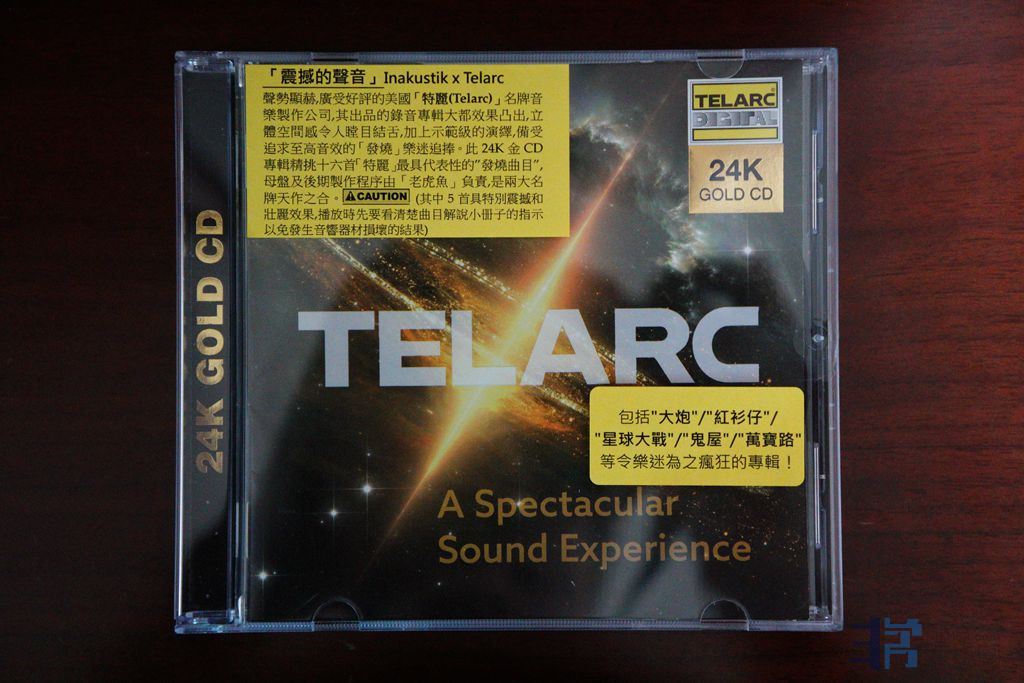 「震撼的聲音」Inakustik x Telarc
聲勢顯赫,廣受好評的美國「特麗(Telarc)」名牌音
樂製作公司,其出品的錄音專輯大都效果凸出,立
體空間感令人瞠目結舌,加上示範級的演繹,備受
追求至高音效的「發燒」樂迷追捧。此 24K 金 CD
專輯精挑十六首「特麗」最具代表性的"發燒曲目",
母盤及後期製作程序由「老虎魚」負責,是兩大名
牌天作之合。CAUTION (其中 5 首具特別震撼和
壯麗效果,播放時先要看清楚曲目解說小冊子的指示
以免發生音響器材損壞的結果)
TELARC
DIGITAL
24K
GOLD CD
24K GOLD CD
TELARC
包括"大炮"/"紅衫仔"/
"星球大戰"/"鬼屋"/"萬寶路"
等令樂迷為之瘋狂的專輯！
A Spectacular
Sound Experience